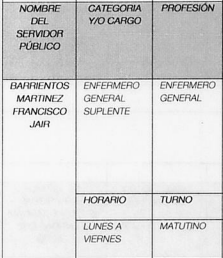 NOMBRE
DEL
SERVIDOR
PÚBLICO
CATEGORIA
Y/O CARGO
PROFESIÓN
BARRIENTOS
MARTINEZ
FRANCISCO
JAIR
ENFERMERO
GENERAL
SUPLENTE
ENFERMERO
GENERAL
HORARIO
TURNO
LUNES A
VIERNES
MATUTINO